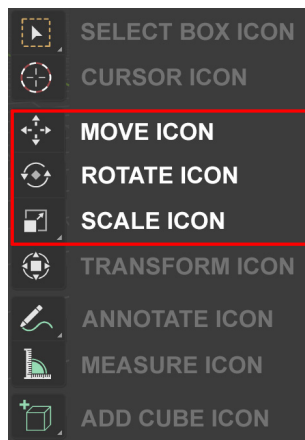 SELECT BOX ICON
CURSOR ICON
MOVE ICON
ROTATE ICON
SCALE ICON
TRANSFORM ICON
ANNOTATE ICON
MEASURE ICON
ADD CUBE ICON